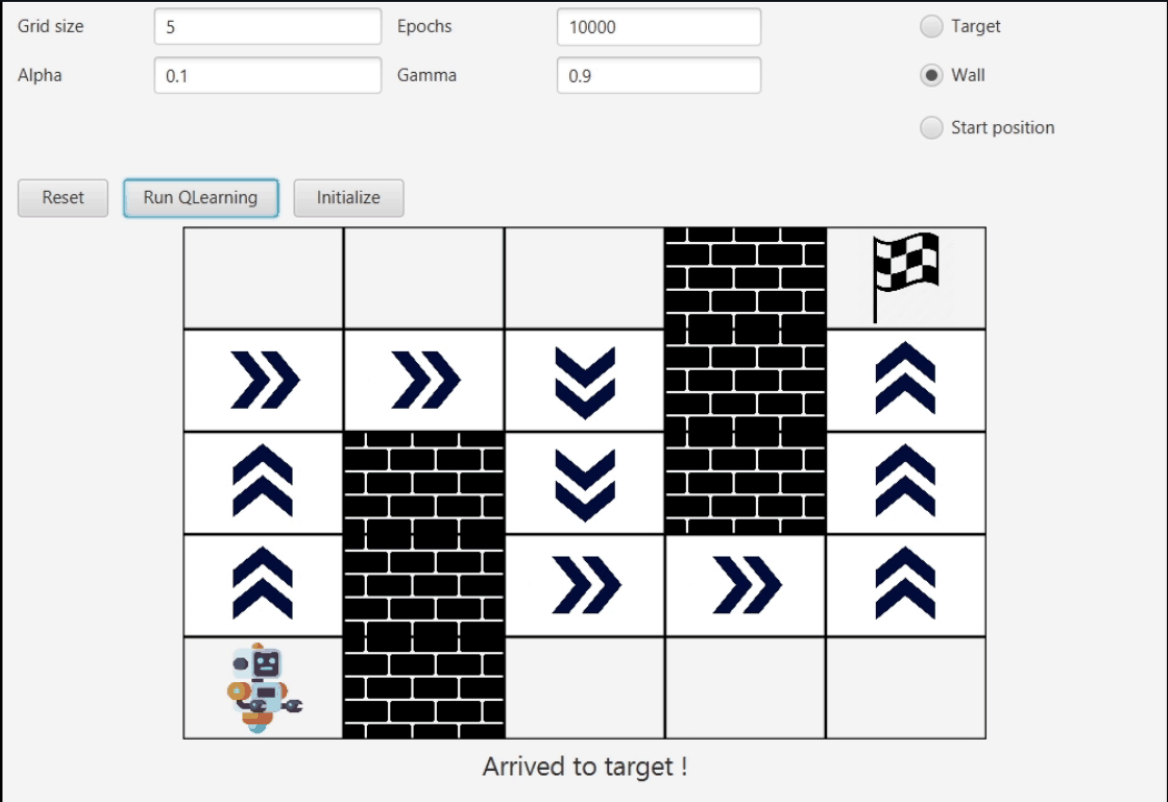 Grid size 5 Epochs 10000 Target
Alpha 0.1 Gamma 0.9 Wall
Start position
Reset Run QLearning Initialize
Arrived to target !